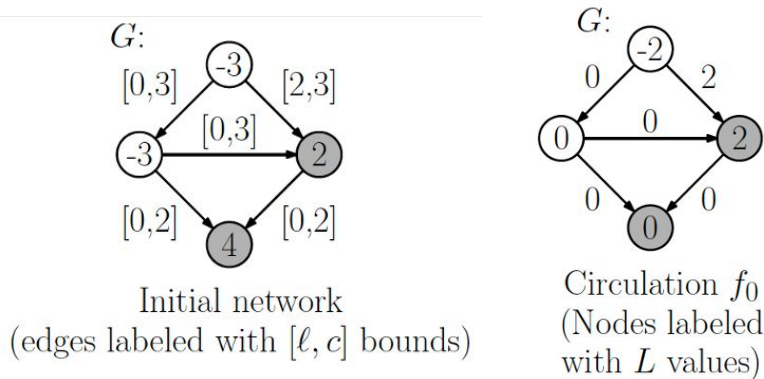 G:
-3
[0,3] [2,3]
[0,3]
-3 2
[0,2] [0,2]
4
Initial network
(edges labeled with [ℓ, c] bounds)
G:
-2
0 2
0
0 2
0 0
0
Circulation f₀
(Nodes labeled
with L values)